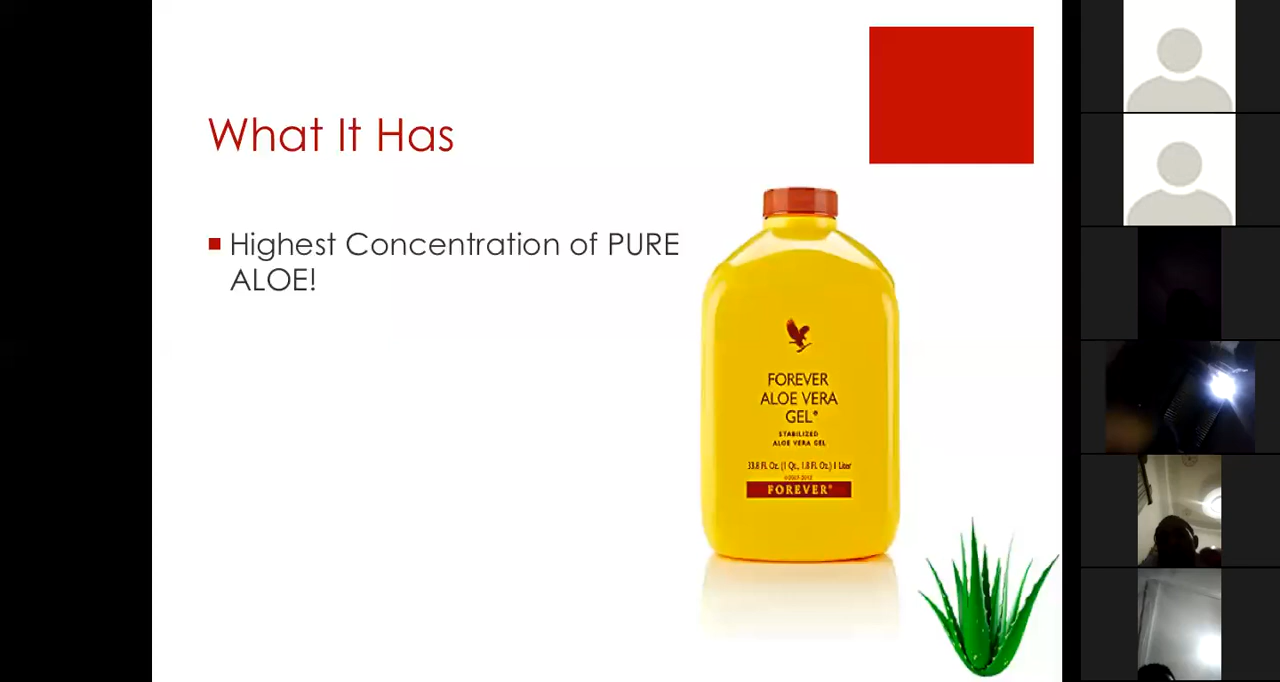 What It Has
Highest Concentration of PURE
ALOE!
FOREVER
ALOE VERA
GEL®
STABILIZED
ALOE VERA GEL
33.8 Fl. Oz. (1 Qt., 1.8 Fl. Oz.) 1 Liter
FOREVER®